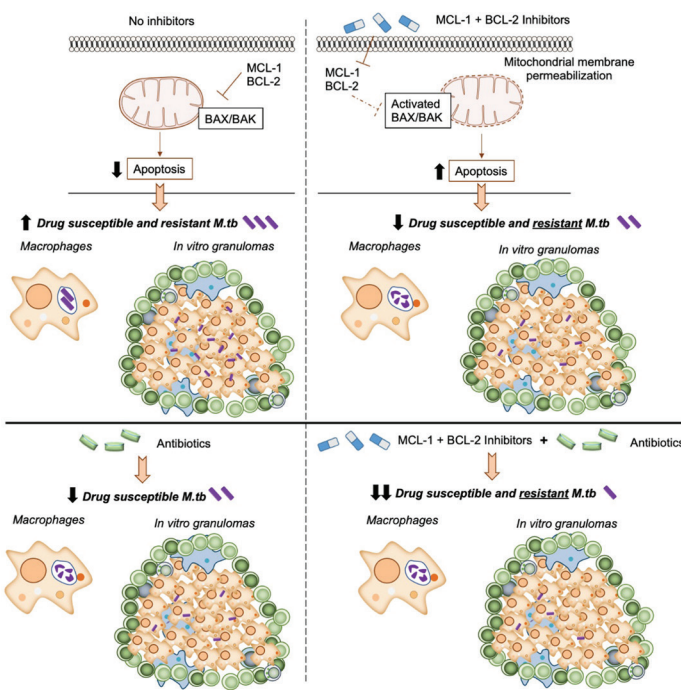 No inhibitors
MCL-1
BCL-2
BAX/BAK
Apoptosis
Drug susceptible and resistant M.tb
Macrophages
In vitro granulomas
MCL-1 + BCL-2 Inhibitors
Mitochondrial membrane
permeabilization
MCL-1
BCL-2
Activated
BAX/BAK
Apoptosis
Drug susceptible and resistant M.tb
Macrophages
In vitro granulomas
Antibiotics
Drug susceptible M.tb
Macrophages
In vitro granulomas
MCL-1 + BCL-2 Inhibitors + Antibiotics
Drug susceptible and resistant M.tb
Macrophages
In vitro granulomas